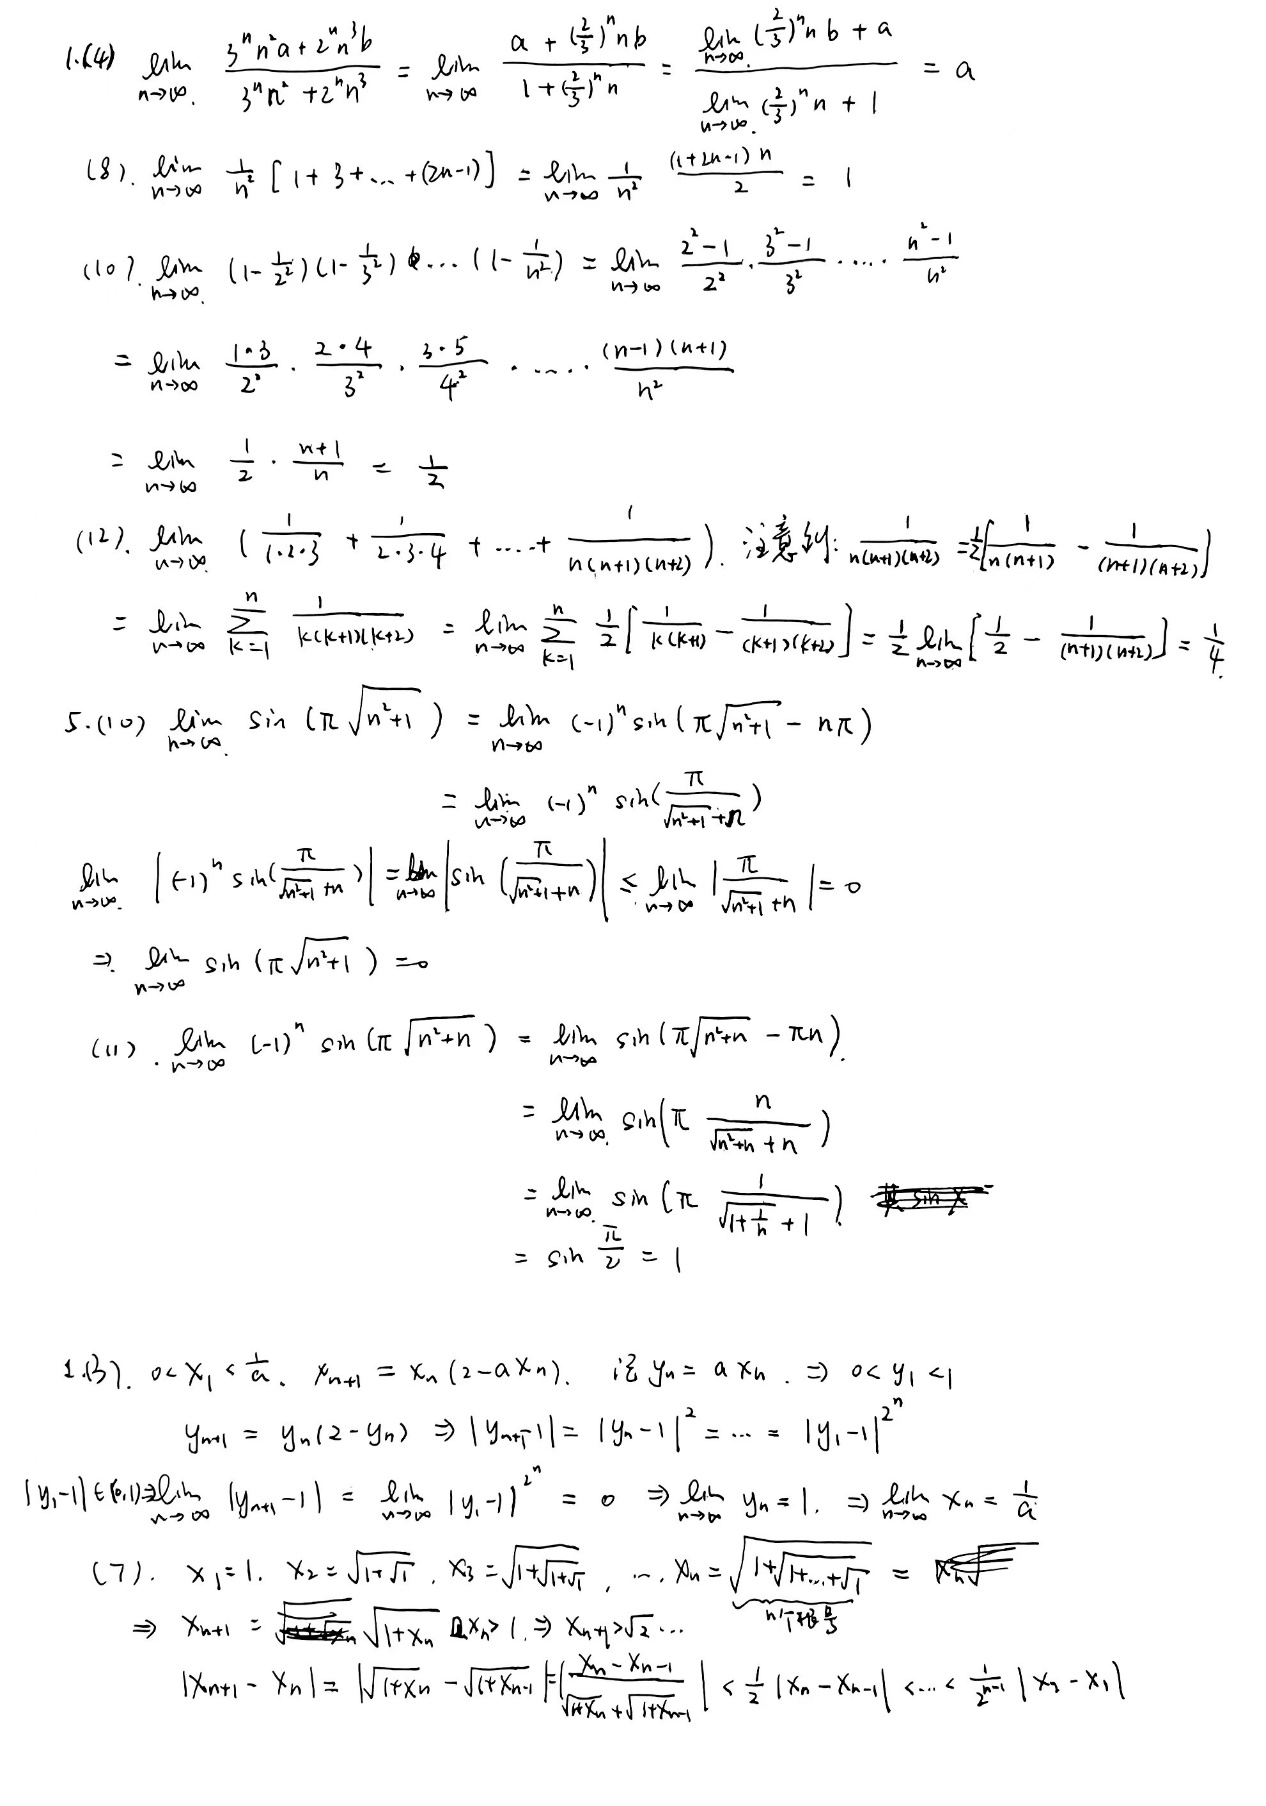 1.(4) lim_{n→∞} (3^n n^2 a + 2^n n^3 b)/(3^n n^2 + 2^n n^3) = lim_{n→∞} (a + (2/3)^n n b)/(1 + (2/3)^n n) = (lim_{n→∞} (2/3)^n n b + a)/(lim_{n→∞} (2/3)^n n + 1) = a
(8). lim_{n→∞} 1/n^2 [1+3+...+(2n-1)] = lim_{n→∞} 1/n^2 (1+2n-1)n/2 = 1
(10). lim_{n→∞} (1-1/2^2)(1-1/3^2)...(1-1/n^2) = lim_{n→∞} (2^2-1)/2^2 · (3^2-1)/3^2 ····· (n^2-1)/n^2
= lim_{n→∞} 1·3/2^2 · 2·4/3^2 · 3·5/4^2 ····· (n-1)(n+1)/n^2
= lim_{n→∞} 1/2 · (n+1)/n = 1/2
(12). lim_{n→∞} (1/(1·2·3) + 1/(2·3·4) + ....+ 1/(n(n+1)(n+2))). 注意到: 1/(n(n+1)(n+2)) = 1/2[1/(n(n+1)) - 1/((n+1)(n+2))]
= lim_{n→∞} ∑_{k=1}^{n} 1/(k(k+1)(k+2)) = lim_{n→∞} ∑_{k=1}^{n} 1/2[1/(k(k+1)) - 1/((k+1)(k+2))] = 1/2 lim_{n→∞} [1/2 - 1/((n+1)(n+2))] = 1/4.
5.(10) lim_{n→∞} sin(π√(n^2+1)) = lim_{n→∞} (-1)^n sin(π√(n^2+1) - nπ)
= lim_{n→∞} (-1)^n sin(π/(√(n^2+1)+n))
lim_{n→∞} |(-1)^n sin(π/(√(n^2+1)+n))| = lim_{n→∞} |sin(π/(√(n^2+1)+n))| ≤ lim_{n→∞} |π/(√(n^2+1)+n)| = 0
⇒. lim_{n→∞} sin(π√(n^2+1)) = 0
(11). lim_{n→∞} (-1)^n sin(π√(n^2+n)) = lim_{n→∞} sin(π√(n^2+n) - πn).
= lim_{n→∞} sin(π n/(√(n^2+n)+n))
= lim_{n→∞} sin(π 1/(√(1+1/n)+1))
= sin π/2 = 1
1.(3). 0<x_1<1/a. x_{n+1} = x_n(2-ax_n). 记 y_n = ax_n. ⇒ 0<y_1<1
y_{n+1} = y_n(2-y_n) ⇒ |y_{n+1}-1| = |y_n-1|^2 = ... = |y_1-1|^{2^n}
|y_1-1|∈(0,1) ⇒ lim_{n→∞} |y_{n+1}-1| = lim_{n→∞} |y_1-1|^{2^n} = 0 ⇒ lim_{n→∞} y_n = 1. ⇒ lim_{n→∞} x_n = 1/a
(7). x_1=1. x_2=√(1+√1). x_3=√(1+√(1+√1)), .... x_n = √(1+√(1+...+√1)) =
n个根号
⇒ x_{n+1} = √(1+x_n) x_n>1. ⇒ x_{n+1}>√2 ...
|x_{n+1} - x_n| = |√(1+x_n) - √(1+x_{n-1})| = |(x_n - x_{n-1})/(√(1+x_n)+√(1+x_{n-1}))| < 1/2 |x_n - x_{n-1}| <...< 1/2^{n-1} |x_2 - x_1|